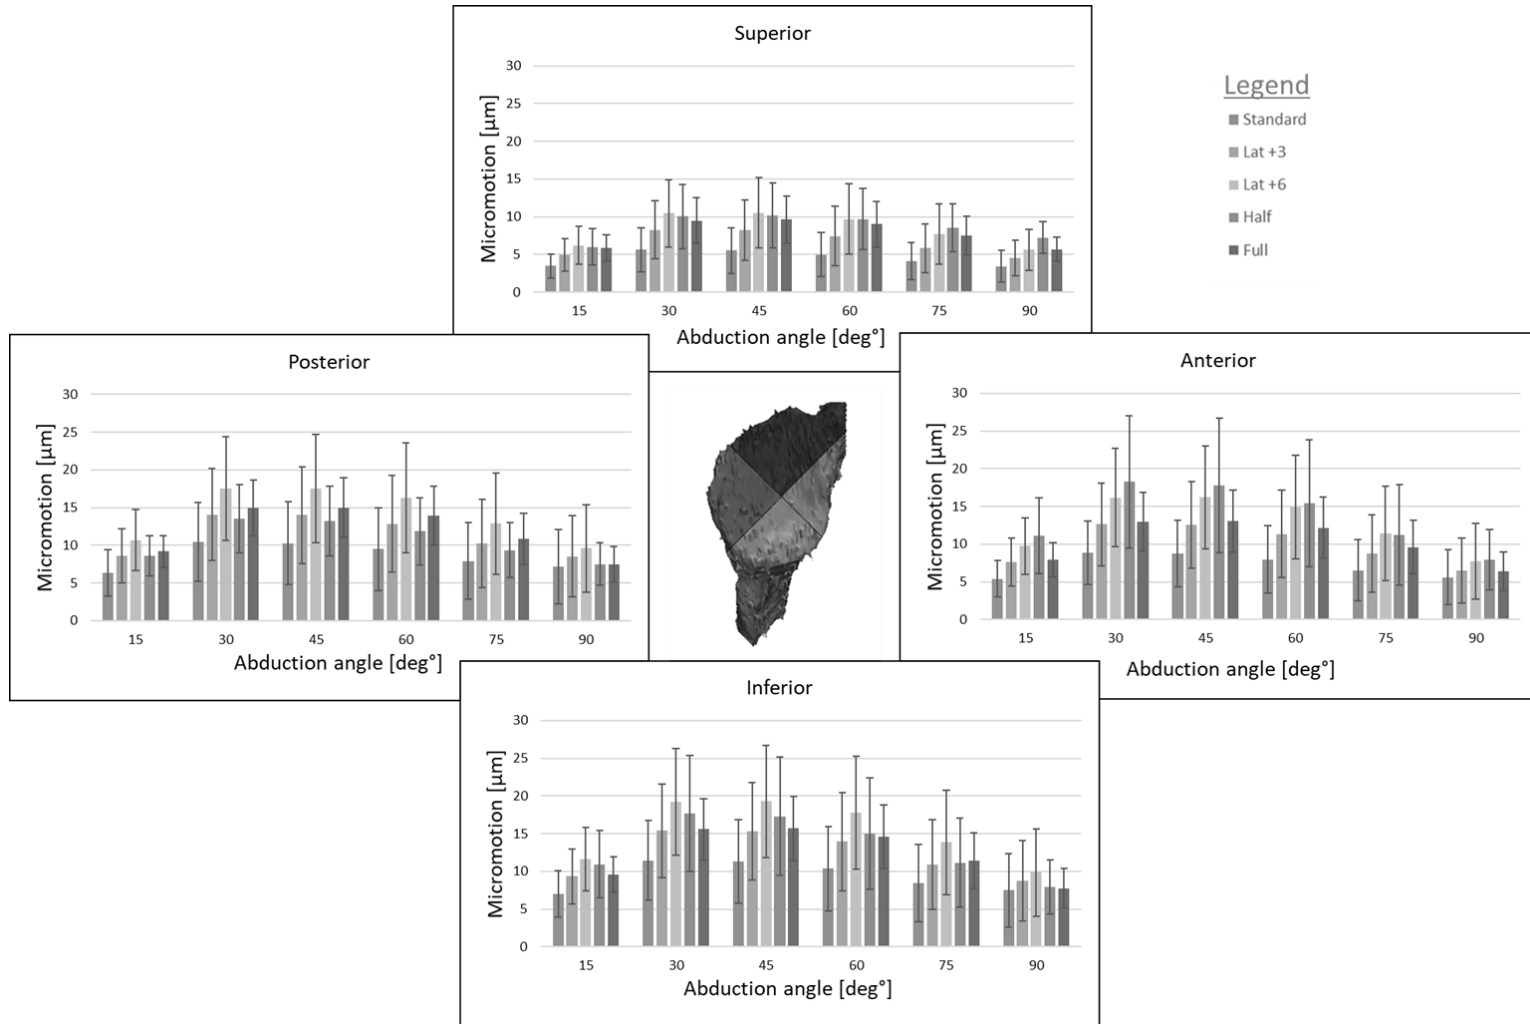 Superior
Micromotion [µm]
30
25
20
15
10
5
0
15 30 45 60 75 90
Abduction angle [deg°]
Legend
Standard
Lat +3
Lat +6
Half
Full
Posterior
Micromotion [µm]
30
25
20
15
10
5
0
15 30 45 60 75 90
Abduction angle [deg°]
Anterior
Micromotion [µm]
30
25
20
15
10
5
0
15 30 45 60 75 90
Abduction angle [deg°]
Inferior
Micromotion [µm]
30
25
20
15
10
5
0
15 30 45 60 75 90
Abduction angle [deg°]